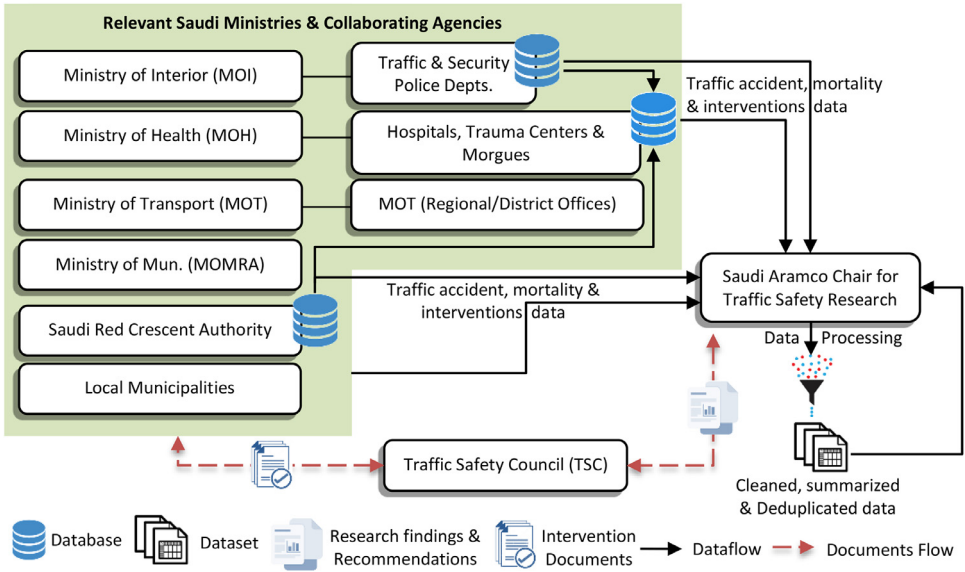 Relevant Saudi Ministries & Collaborating Agencies
Ministry of Interior (MOI)
Traffic & Security
Police Depts.
Traffic accident, mortality
& interventions data
Ministry of Health (MOH)
Hospitals, Trauma Centers &
Morgues
Ministry of Transport (MOT)
MOT (Regional/District Offices)
Ministry of Mun. (MOMRA)
Saudi Aramco Chair for
Traffic Safety Research
Traffic accident, mortality &
interventions data
Saudi Red Crescent Authority
Data Processing
Local Municipalities
Traffic Safety Council (TSC)
Cleaned, summarized
& Deduplicated data
Database
Dataset
Research findings &
Recommendations
Intervention
Documents
Dataflow
Documents Flow